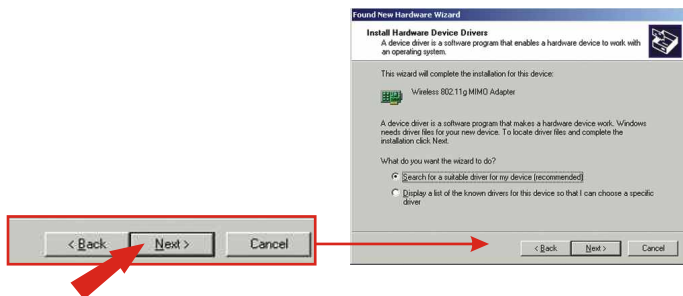 Found New Hardware Wizard
Install Hardware Device Drivers
A device driver is a software program that enables a hardware device to work with
an operating system.
This wizard will complete the installation for this device:
Wireless 802.11g MIMO Adapter
A device driver is a software program that makes a hardware device work. Windows
needs driver files for your new device. To locate driver files and complete the
installation click Next.
What do you want the wizard to do?
Search for a suitable driver for my device (recommended)
Display a list of the known drivers for this device so that I can choose a specific
driver
< Back Next > Cancel
< Back Next > Cancel